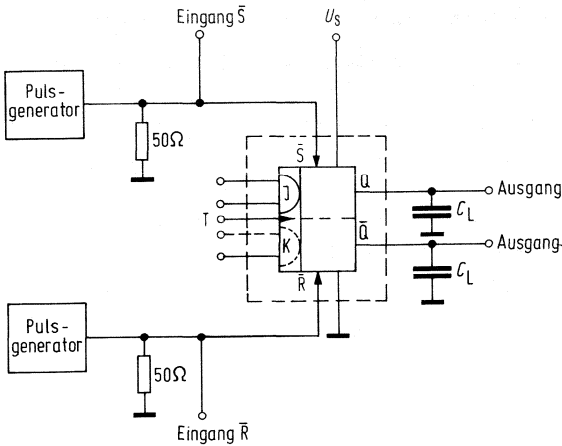 Eingang S̅
U_S
Puls-
generator
50Ω
S̅
J
Q
Ausgang
C_L
T
K
Q̅
Ausgang
R̅
C_L
Puls-
generator
50Ω
Eingang R̅